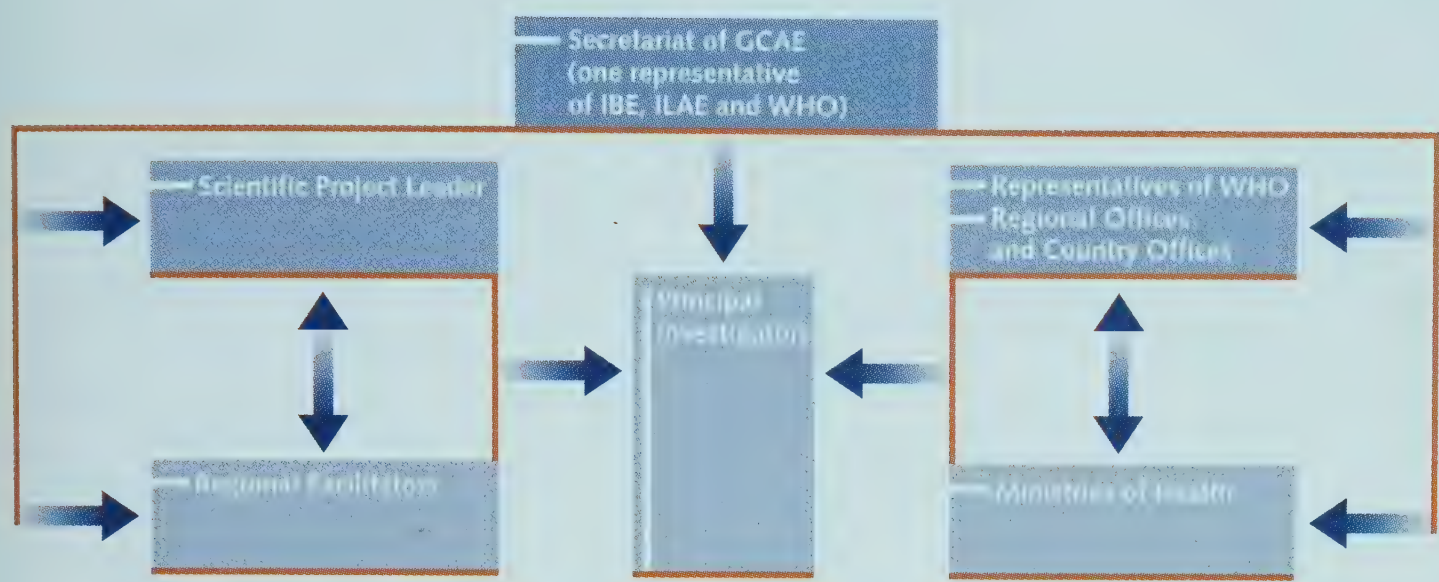 Secretariat of GCAE
(one representative
of IBE, ILAE and WHO)
Scientific Project Leader
Representatives of WHO
Regional Offices
and Country Offices
Principal
Investigators
Regional Facilitators
Ministries of Health